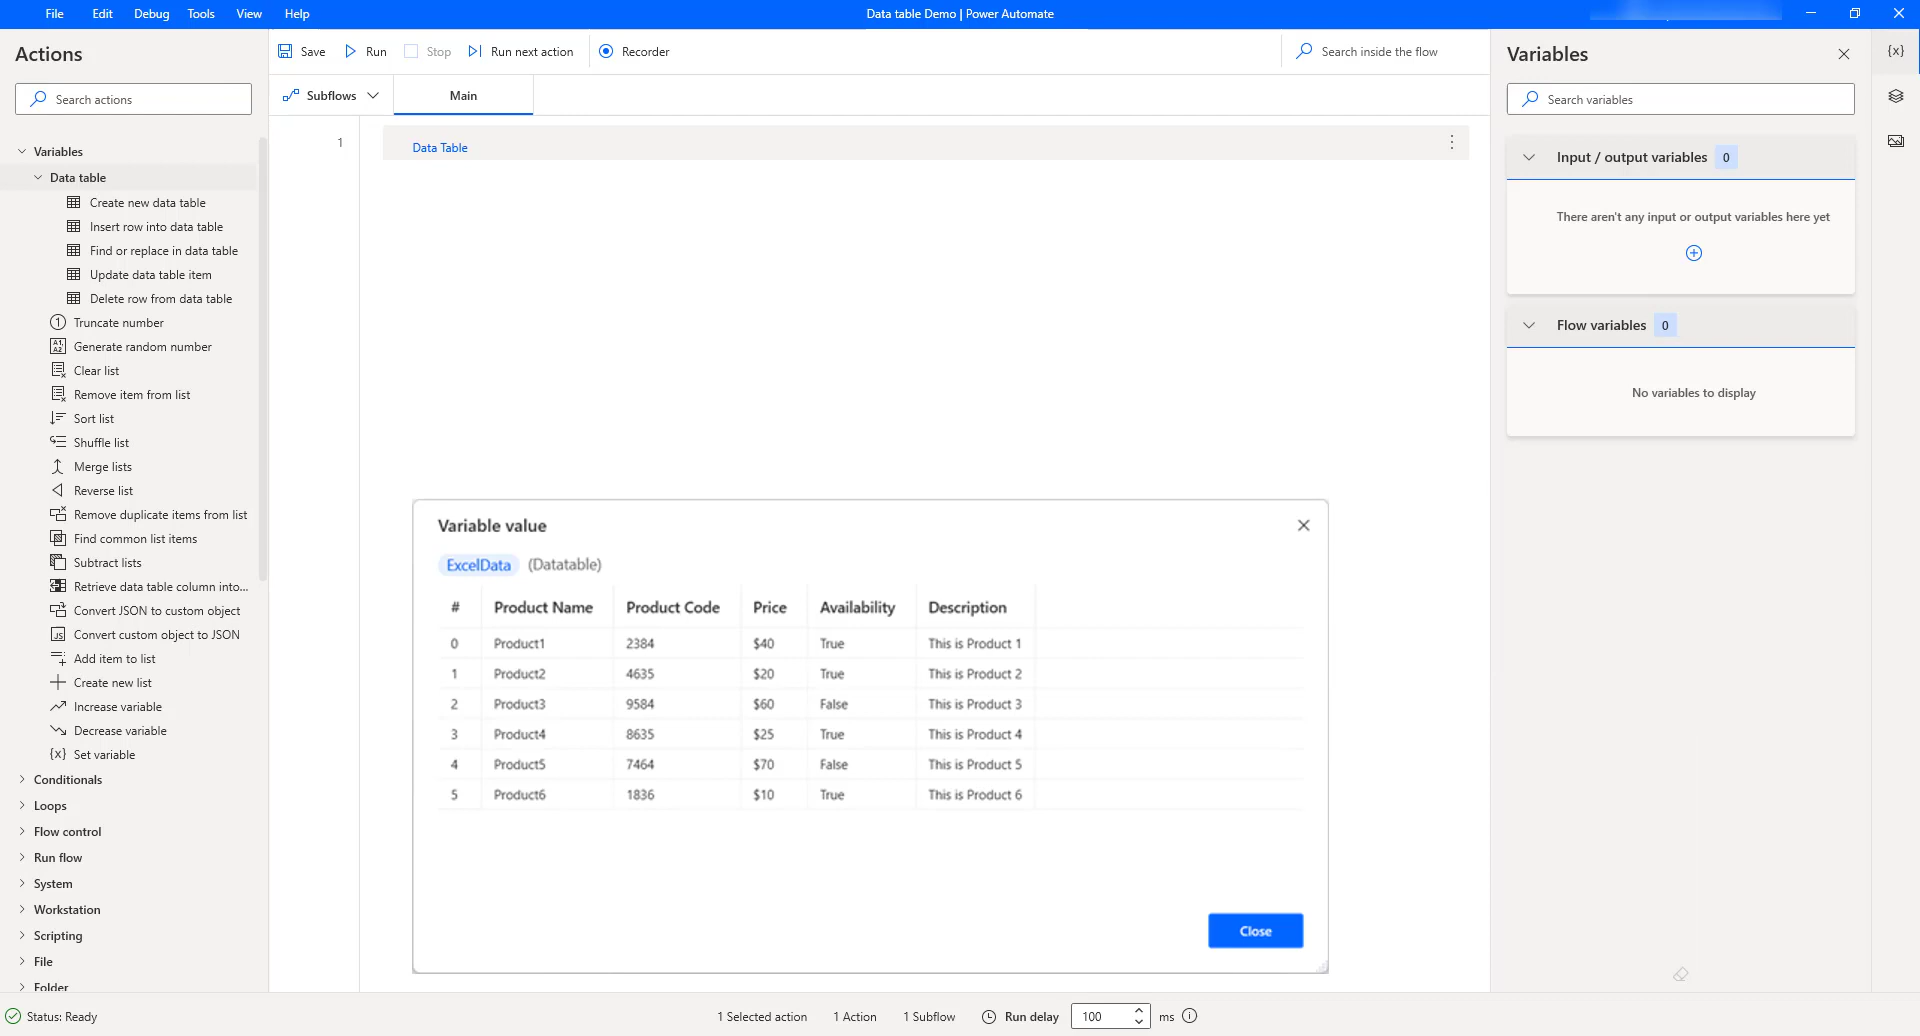 File Edit Debug Tools View Help
Data table Demo | Power Automate
Actions
Search actions
Variables
Data table
Create new data table
Insert row into data table
Find or replace in data table
Update data table item
Delete row from data table
Truncate number
Generate random number
Clear list
Remove item from list
Sort list
Shuffle list
Merge lists
Reverse list
Remove duplicate items from list
Find common list items
Subtract lists
Retrieve data table column into...
Convert JSON to custom object
Convert custom object to JSON
Add item to list
Create new list
Increase variable
Decrease variable
{x} Set variable
Conditionals
Loops
Flow control
Run flow
System
Workstation
Scripting
File
Folder
Save Run Stop Run next action Recorder
Search inside the flow
Subflows Main
1 Data Table
Variable value
ExcelData (Datatable)
# Product Name Product Code Price Availability Description
0 Product1 2384 $40 True This is Product 1
1 Product2 4635 $20 True This is Product 2
2 Product3 9584 $60 False This is Product 3
3 Product4 8635 $25 True This is Product 4
4 Product5 7464 $70 False This is Product 5
5 Product6 1836 $10 True This is Product 6
Close
Variables
{x}
Search variables
Input / output variables 0
There aren't any input or output variables here yet
Flow variables 0
No variables to display
Status: Ready
1 Selected action 1 Action 1 Subflow Run delay 100 ms